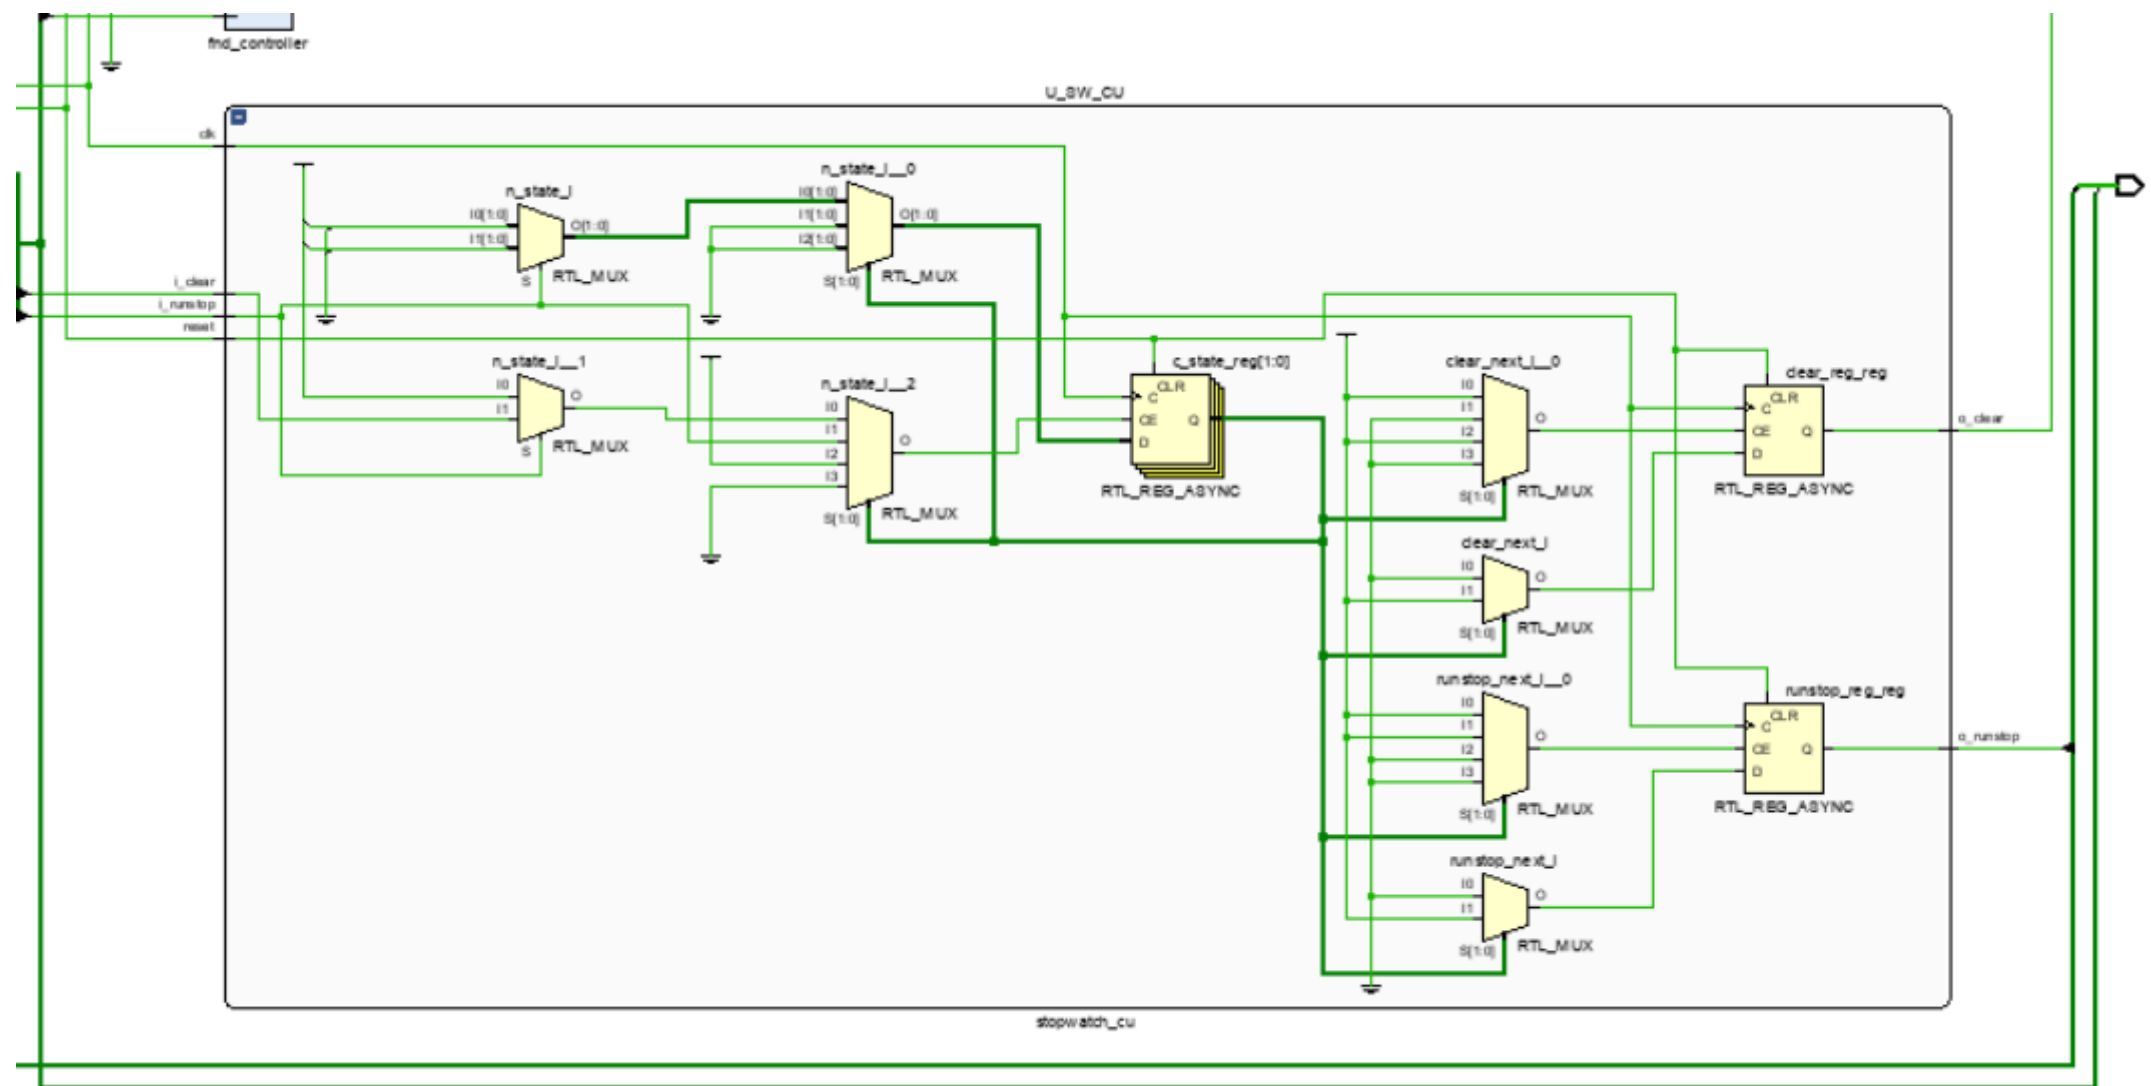 fnd_controller
U_SW_CU
clk
i_clear
i_runstop
reset
n_state_i
I0[1:0]
I1[1:0]
O[1:0]
S
RTL_MUX
n_state_i__0
I0[1:0]
I1[1:0]
I2[1:0]
O[1:0]
S[1:0]
RTL_MUX
n_state_i__1
I0
I1
O
S
RTL_MUX
n_state_i__2
I0
I1
I2
I3
O
S[1:0]
RTL_MUX
c_state_reg[1:0]
CLR
C
CE
D
Q
RTL_REG_ASYNC
clear_next_i__0
I0
I1
I2
I3
O
S[1:0]
RTL_MUX
clear_reg_reg
CLR
C
CE
D
Q
RTL_REG_ASYNC
o_clear
clear_next_i
I0
I1
O
S[1:0]
RTL_MUX
runstop_next_i__0
I0
I1
I2
I3
O
S[1:0]
RTL_MUX
runstop_reg_reg
CLR
C
CE
D
Q
RTL_REG_ASYNC
o_runstop
runstop_next_i
I0
I1
O
S[1:0]
RTL_MUX
stopwatch_cu